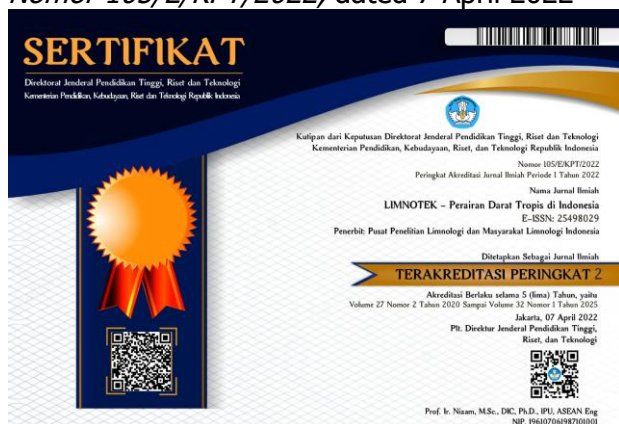 Nomor 105/E/KPT/2022, dated 7 April 2022
SERTIFIKAT
Direktorat Jenderal Pendidikan Tinggi, Riset dan Teknologi
Kementerian Pendidikan, Kebudayaan, Riset dan Teknologi Republik Indonesia
Kutipan dari Keputusan Direktorat Jenderal Pendidikan Tinggi, Riset dan Teknologi
Kementerian Pendidikan, Kebudayaan, Riset, dan Teknologi Republik Indonesia
Nomor 105/E/KPT/2022
Peringkat Akreditasi Jurnal Ilmiah Periode 1 Tahun 2022
Nama Jurnal Ilmiah
LIMNOTEK – Perairan Darat Tropis di Indonesia
E-ISSN: 25498029
Penerbit: Pusat Penelitian Limnologi dan Masyarakat Limnologi Indonesia
Ditetapkan Sebagai Jurnal Ilmiah
TERAKREDITASI PERINGKAT 2
Akreditasi Berlaku selama 5 (lima) Tahun, yaitu
Volume 27 Nomor 2 Tahun 2020 Sampai Volume 32 Nomor 1 Tahun 2025
Jakarta, 07 April 2022
Plt. Direktur Jenderal Pendidikan Tinggi,
Riset, dan Teknologi
Prof. Ir. Nizam, M.Sc., DIC, Ph.D., IPU, ASEAN Eng
NIP. 196107061987101001